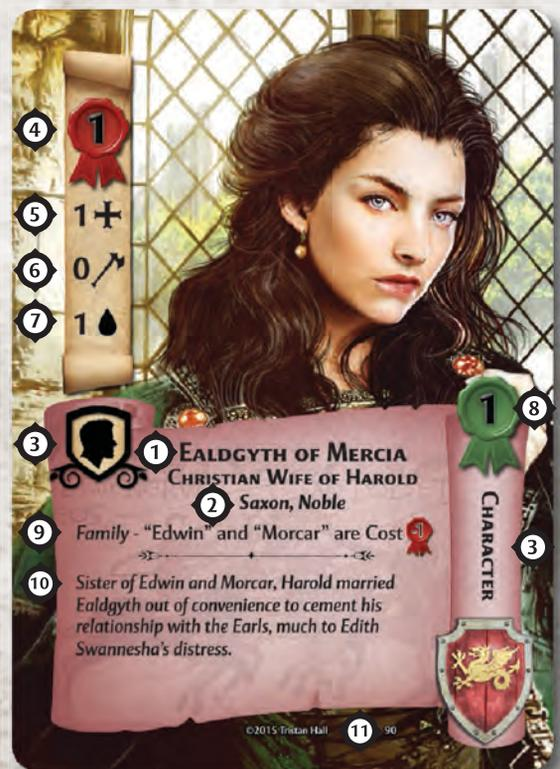 4
1
5
1
6
0
7
1
1
8
3
1
EALDGYTH OF MERCIA
CHRISTIAN WIFE OF HAROLD
2
Saxon, Noble
9
Family - "Edwin" and "Morcar" are Cost -1
CHARACTER
3
10
Sister of Edwin and Morcar, Harold married
Ealdgyth out of convenience to cement his
relationship with the Earls, much to Edith
Swannesha's distress.
©2015 Tristan Hall
11
90